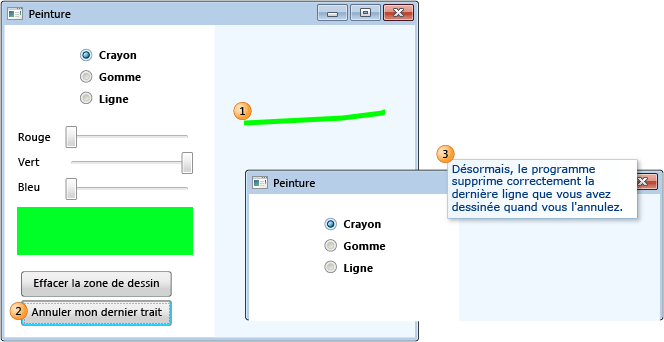 Peinture
Crayon
Gomme
Ligne
1
Rouge
Vert
Bleu
Effacer la zone de dessin
2
Annuler mon dernier trait
Peinture
Crayon
Gomme
Ligne
3
Désormais, le programme
supprime correctement la
dernière ligne que vous avez
dessinée quand vous l'annulez.